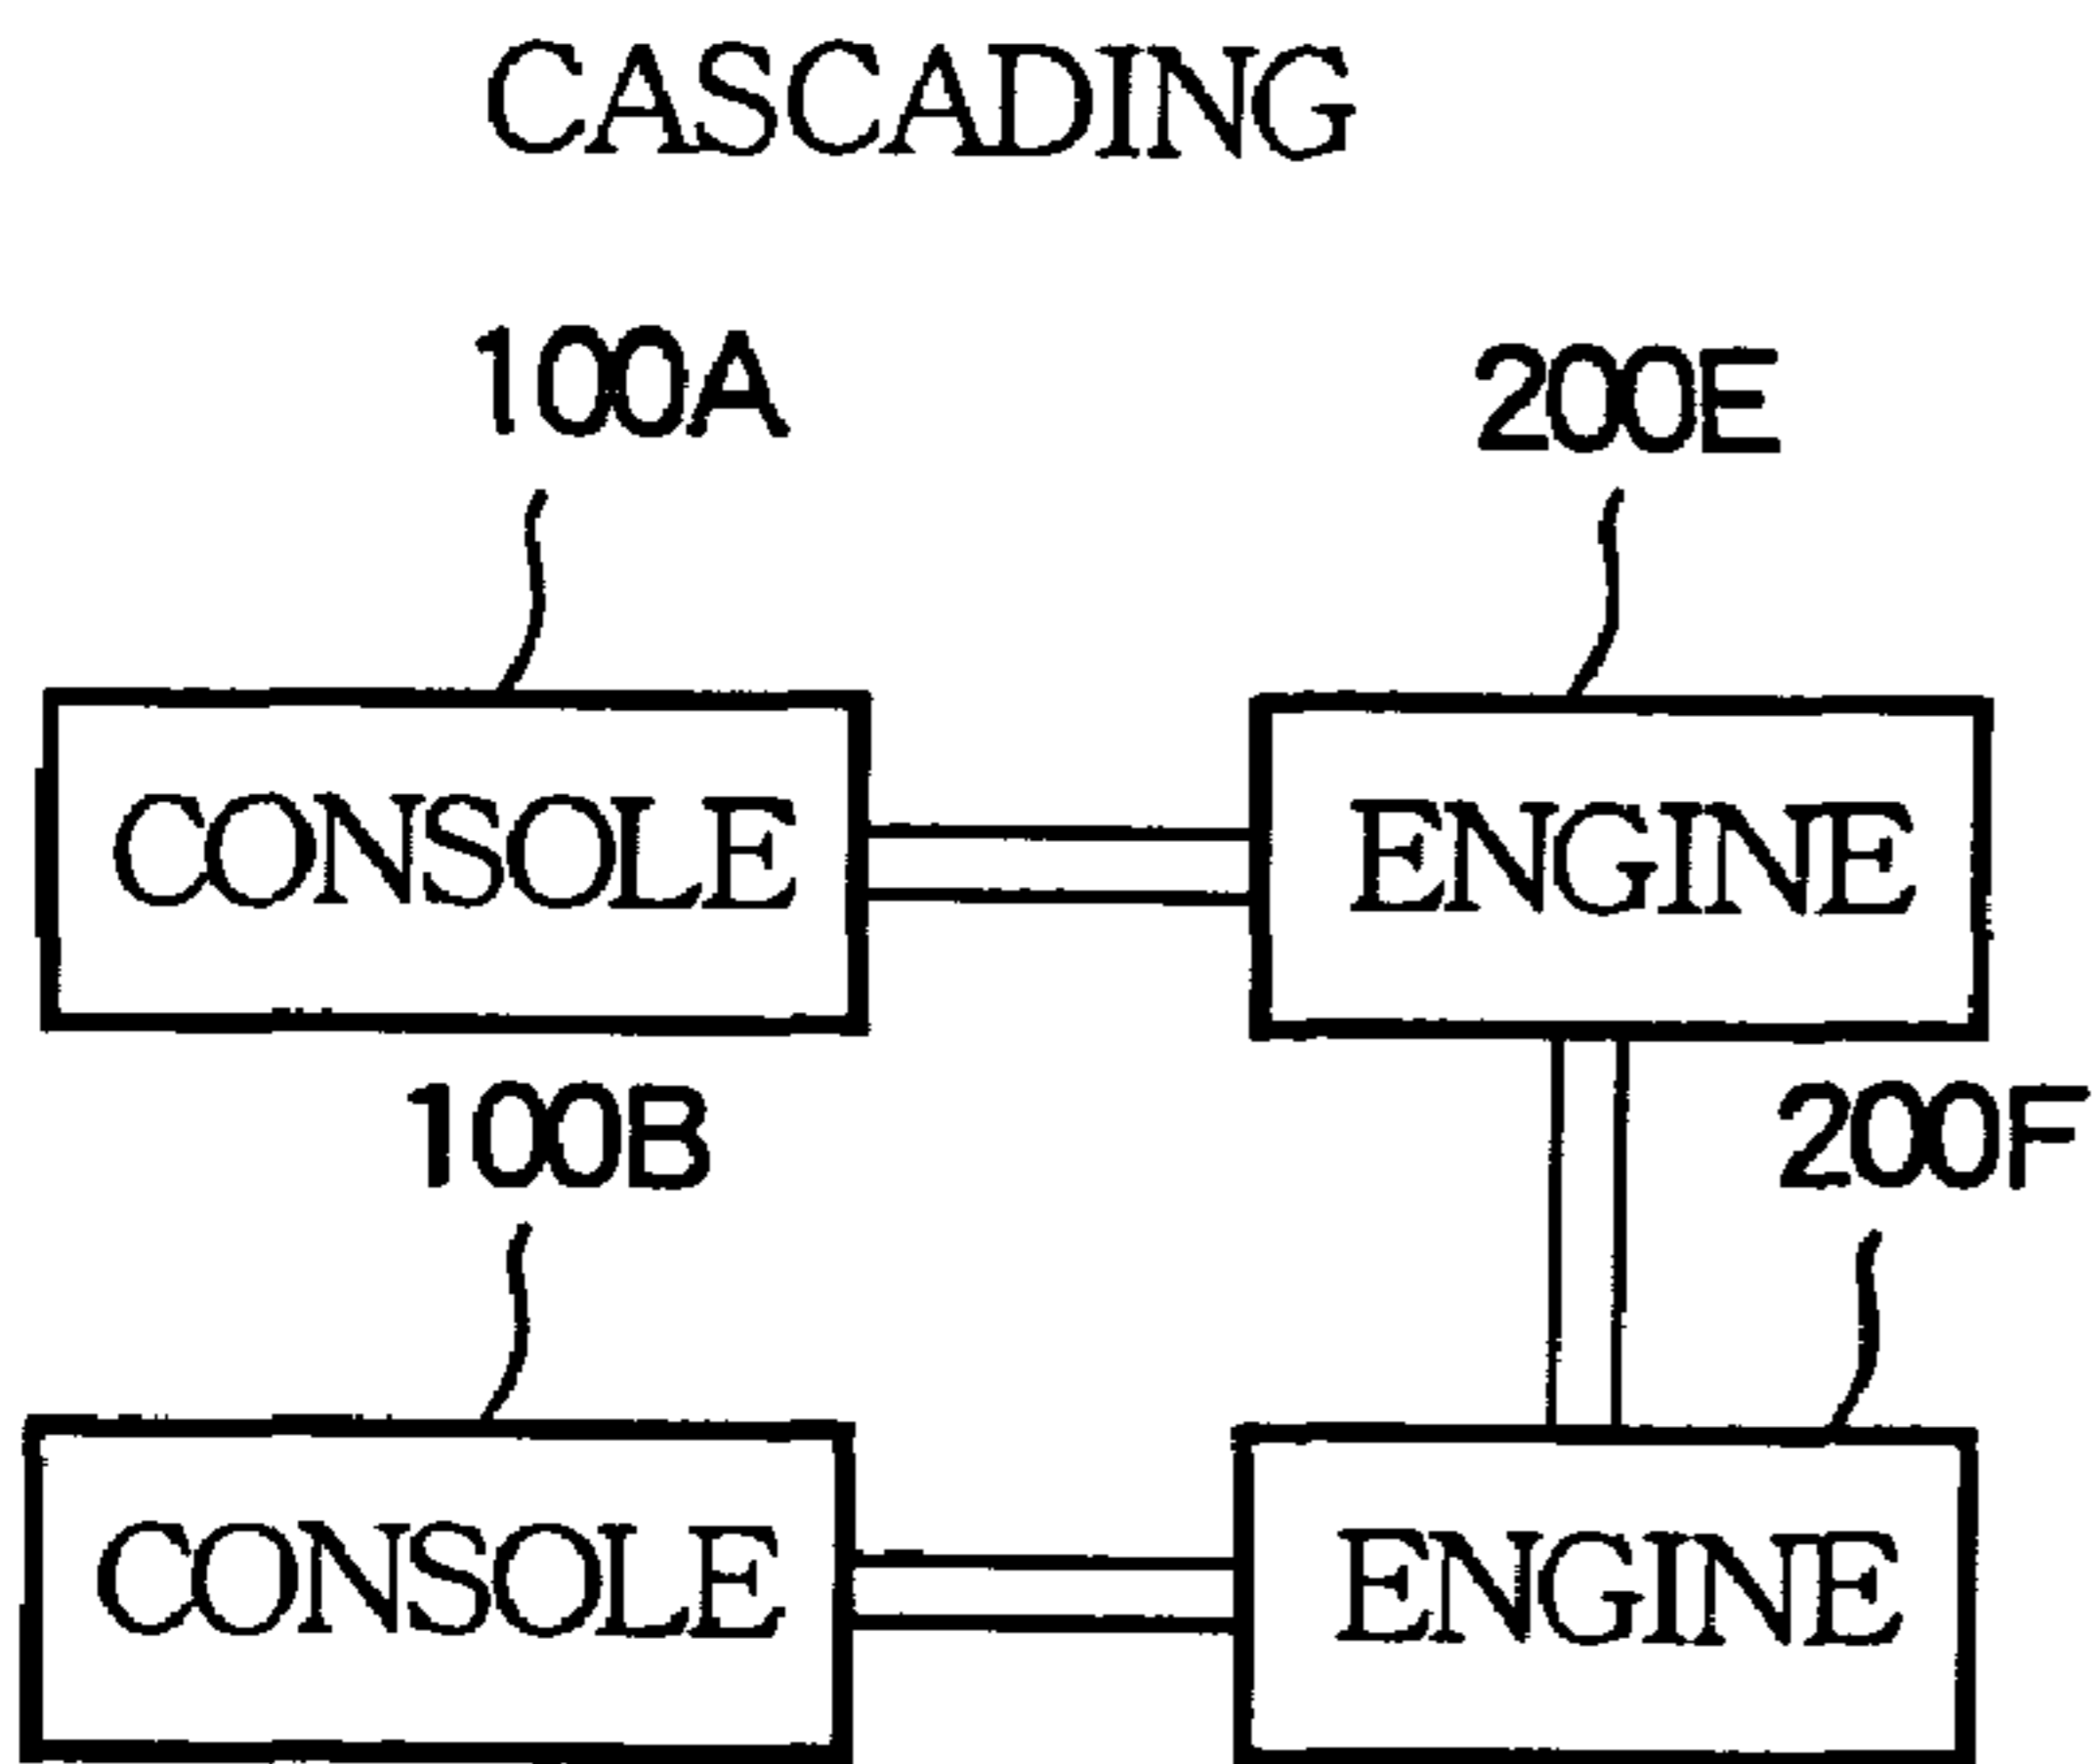 CASCADING
100A 200E
CONSOLE ENGINE
100B 200F
CONSOLE ENGINE